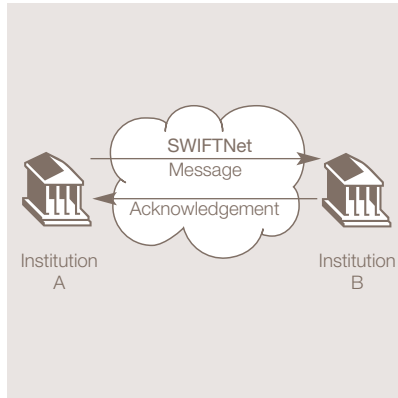 SWIFTNet
Message
Acknowledgement
Institution
A
Institution
B